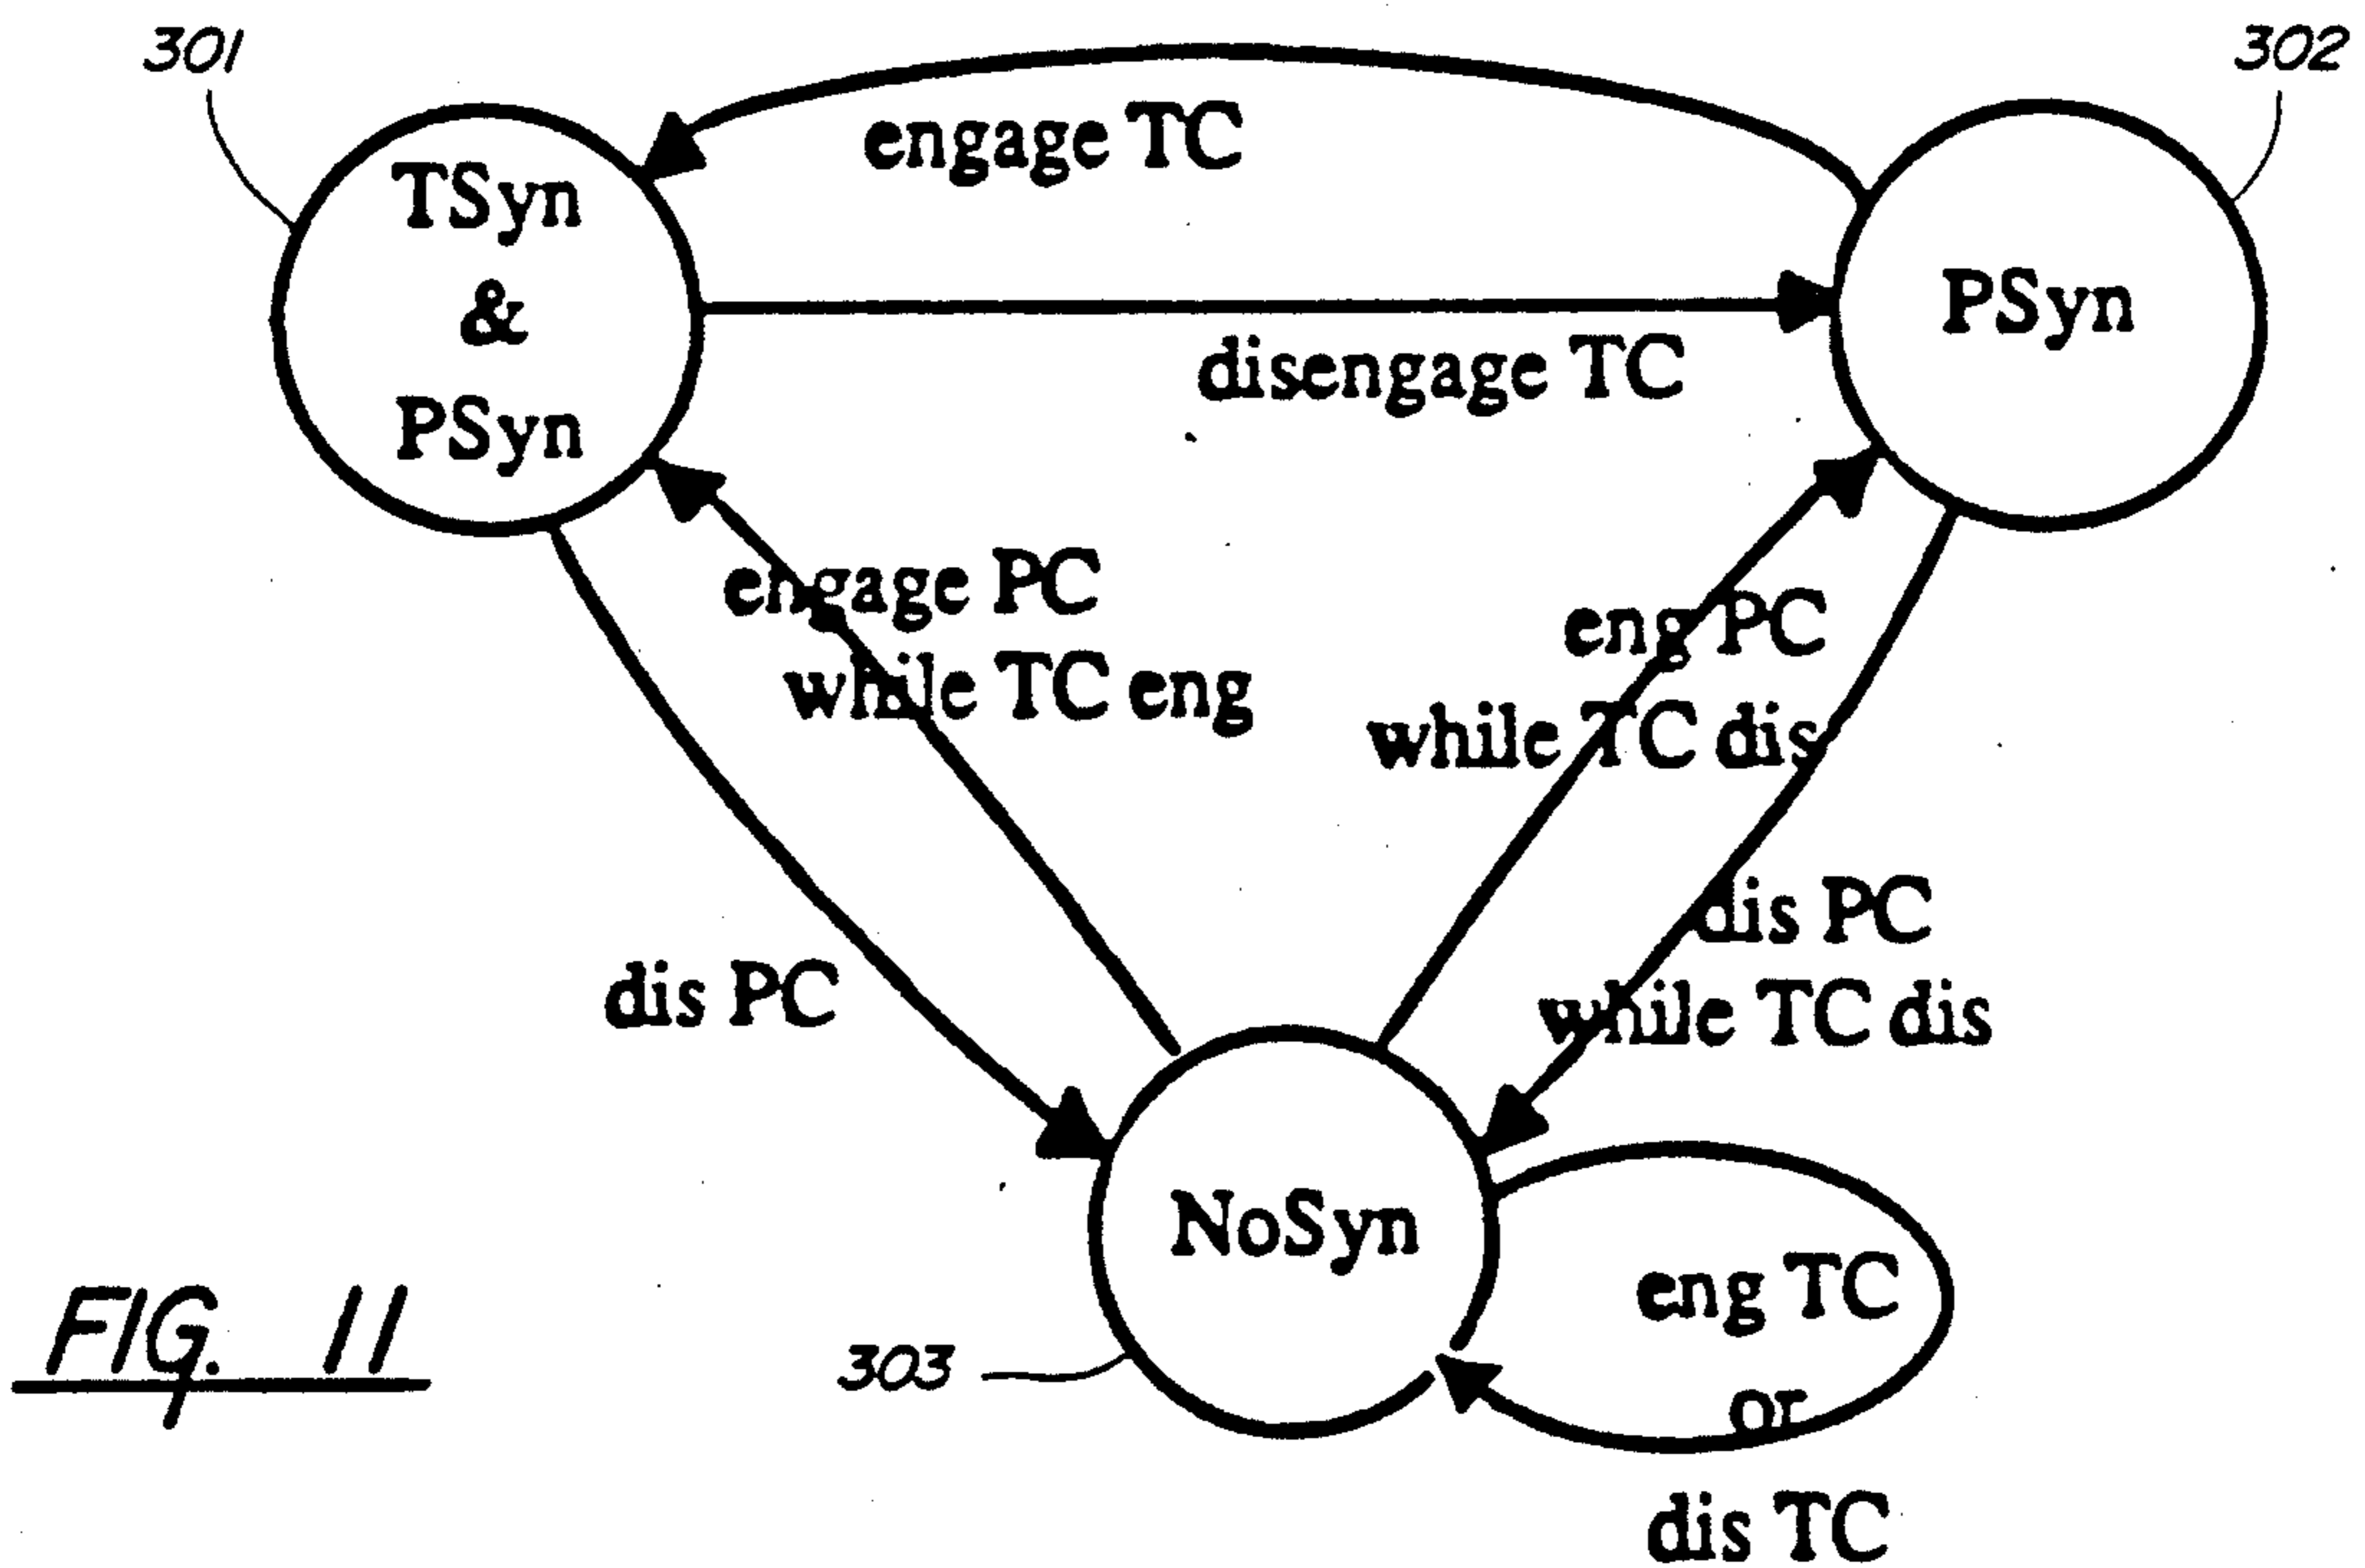 301
302
engage TC
TSyn
&
PSyn
PSyn
disengage TC
engage PC
while TC eng
eng PC
while TC dis
dis PC
while TC dis
dis PC
NoSyn
eng TC
or
dis TC
303
FIG. 11